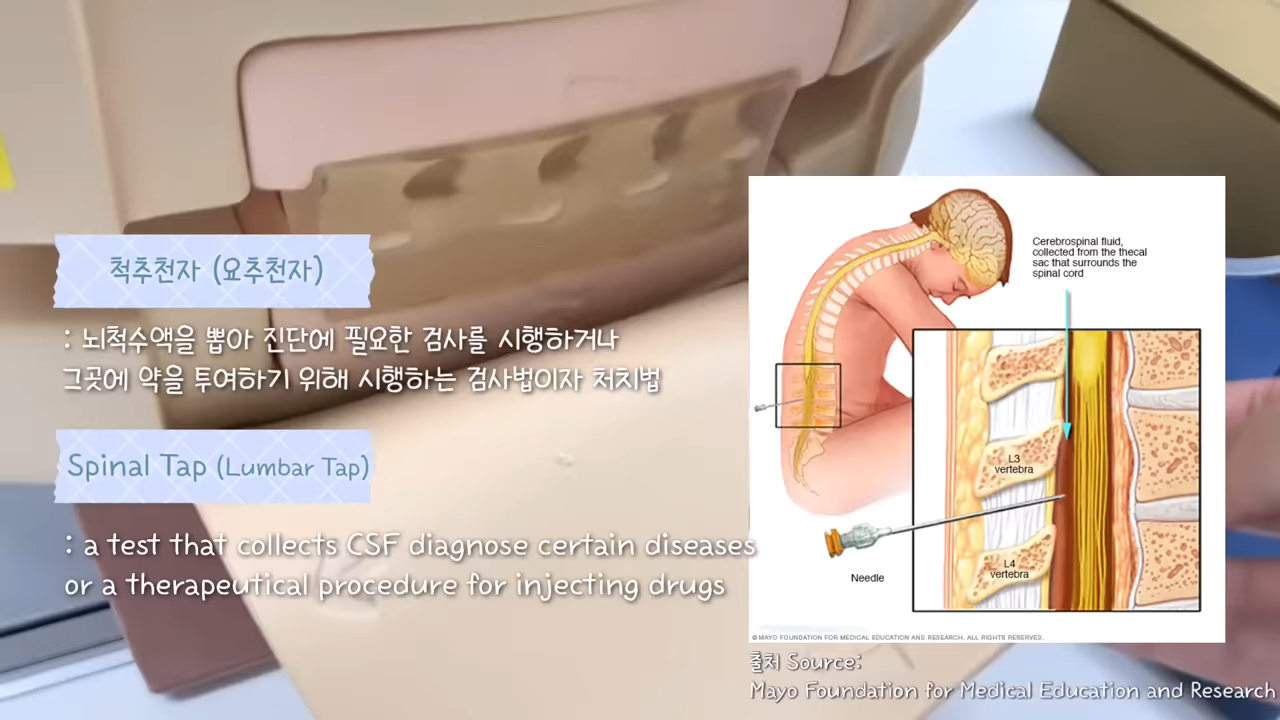 척추천자 (요추천자)
: 뇌척수액을 뽑아 진단에 필요한 검사를 시행하거나
그곳에 약을 투여하기 위해 시행하는 검사법이자 처치법
Spinal Tap (Lumbar Tap)
: a test that collects CSF diagnose certain diseases
or a therapeutical procedure for injecting drugs
Cerebrospinal fluid,
collected from the thecal
sac that surrounds the
spinal cord
L3
vertebra
L4
vertebra
Needle
© MAYO FOUNDATION FOR MEDICAL EDUCATION AND RESEARCH. ALL RIGHTS RESERVED.
출처 Source:
Mayo Foundation for Medical Education and Research